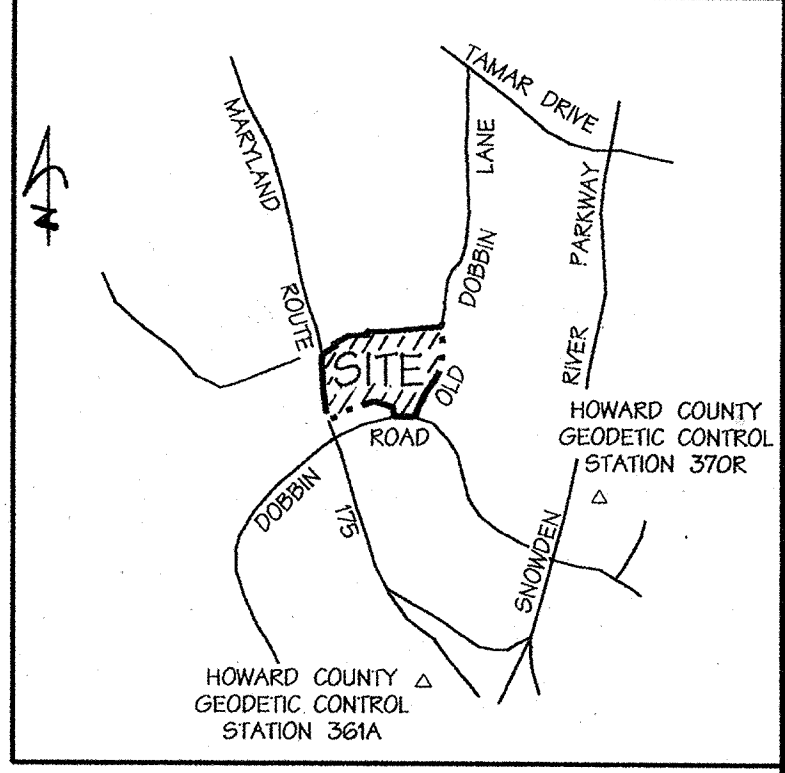 TAMAR DRIVE
MARYLAND
ROUTE
175
OLD
DOBBIN
LANE
SNOWDEN
RIVER
PARKWAY
N
SITE
DOBBIN
ROAD
HOWARD COUNTY
GEODETIC CONTROL
STATION 370R
HOWARD COUNTY
GEODETIC CONTROL
STATION 361A